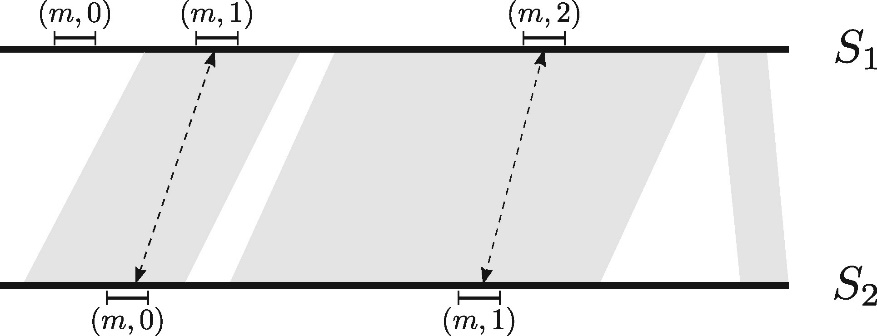 (m, 0) (m, 1) (m, 2)
S1
S2
(m, 0) (m, 1)